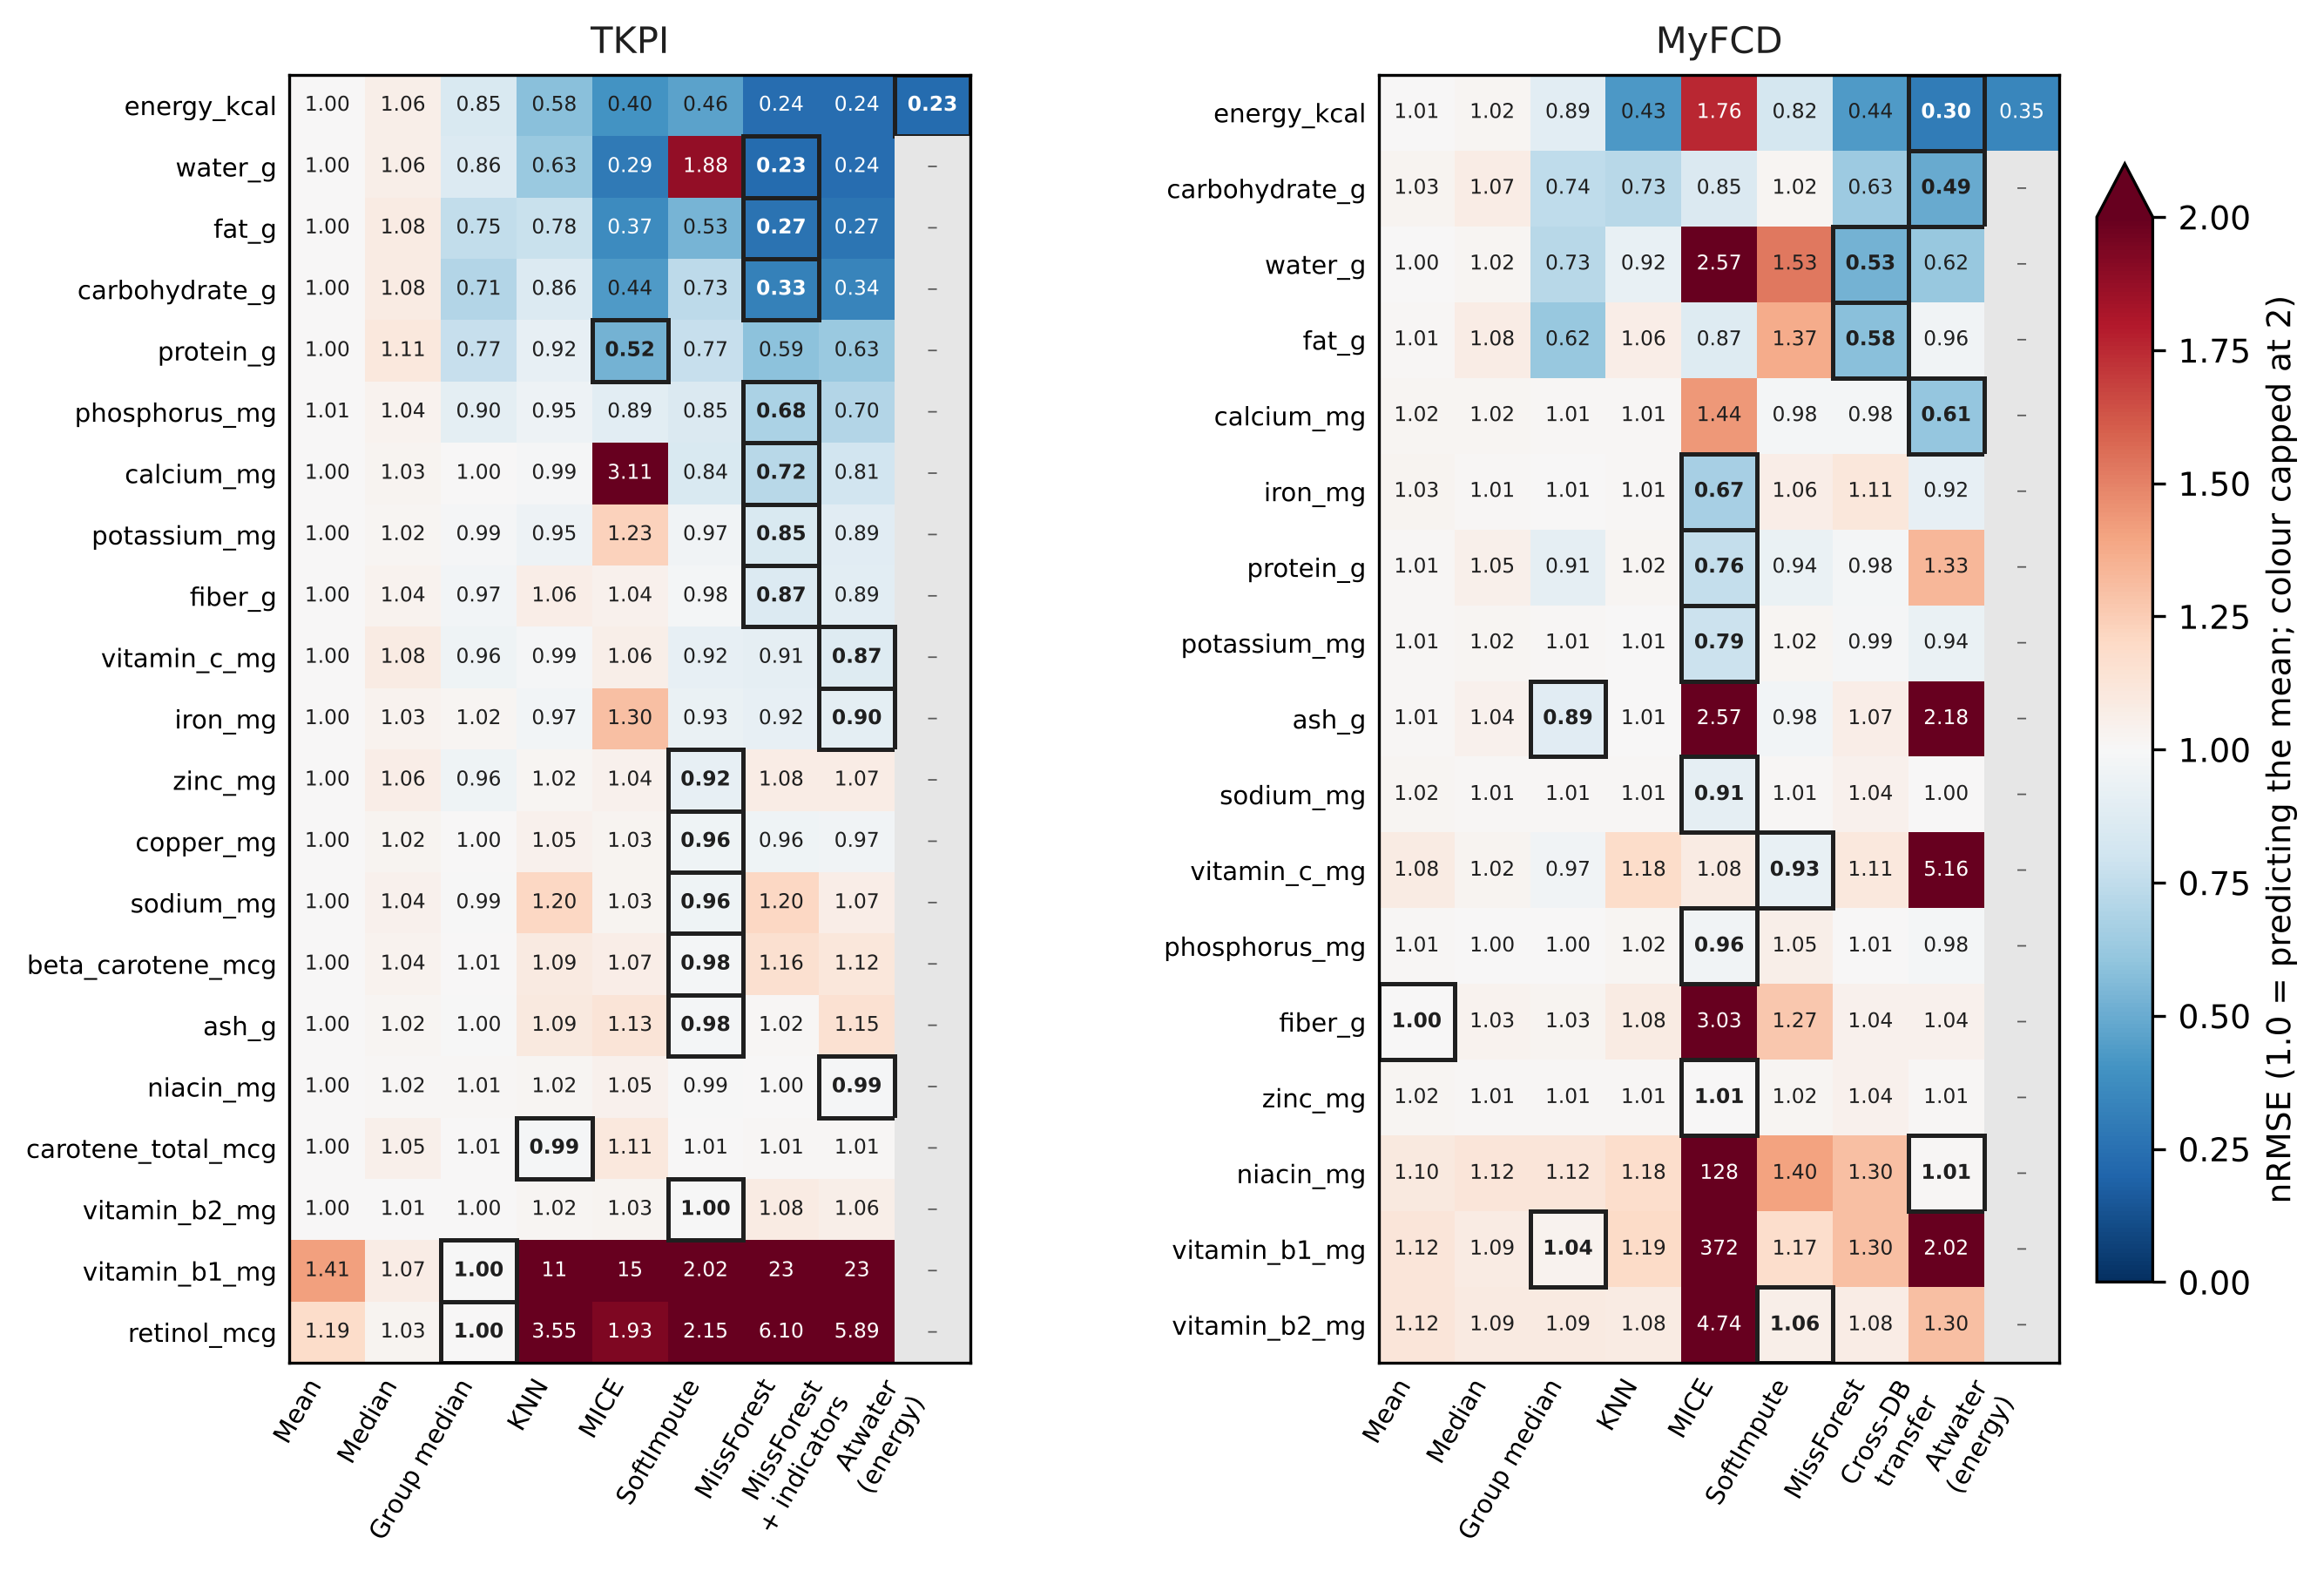 TKPI
energy_kcal 1.00 1.06 0.85 0.58 0.40 0.46 0.24 0.24 0.23
water_g 1.00 1.06 0.86 0.63 0.29 1.88 0.23 0.24 –
fat_g 1.00 1.08 0.75 0.78 0.37 0.53 0.27 0.27 –
carbohydrate_g 1.00 1.08 0.71 0.86 0.44 0.73 0.33 0.34 –
protein_g 1.00 1.11 0.77 0.92 0.52 0.77 0.59 0.63 –
phosphorus_mg 1.01 1.04 0.90 0.95 0.89 0.85 0.68 0.70 –
calcium_mg 1.00 1.03 1.00 0.99 3.11 0.84 0.72 0.81 –
potassium_mg 1.00 1.02 0.99 0.95 1.23 0.97 0.85 0.89 –
fiber_g 1.00 1.04 0.97 1.06 1.04 0.98 0.87 0.89 –
vitamin_c_mg 1.00 1.08 0.96 0.99 1.06 0.92 0.91 0.87 –
iron_mg 1.00 1.03 1.02 0.97 1.30 0.93 0.92 0.90 –
zinc_mg 1.00 1.06 0.96 1.02 1.04 0.92 1.08 1.07 –
copper_mg 1.00 1.02 1.00 1.05 1.03 0.96 0.96 0.97 –
sodium_mg 1.00 1.04 0.99 1.20 1.03 0.96 1.20 1.07 –
beta_carotene_mcg 1.00 1.04 1.01 1.09 1.07 0.98 1.16 1.12 –
ash_g 1.00 1.02 1.00 1.09 1.13 0.98 1.02 1.15 –
niacin_mg 1.00 1.02 1.01 1.02 1.05 0.99 1.00 0.99 –
carotene_total_mcg 1.00 1.05 1.01 0.99 1.11 1.01 1.01 1.01 –
vitamin_b2_mg 1.00 1.01 1.00 1.02 1.03 1.00 1.08 1.06 –
vitamin_b1_mg 1.41 1.07 1.00 11 15 2.02 23 23 –
retinol_mcg 1.19 1.03 1.00 3.55 1.93 2.15 6.10 5.89 –
Mean
Median
Group median
KNN
MICE
SoftImpute
MissForest
MissForest
+ indicators
Atwater
(energy)
MyFCD
energy_kcal 1.01 1.02 0.89 0.43 1.76 0.82 0.44 0.30 0.35
carbohydrate_g 1.03 1.07 0.74 0.73 0.85 1.02 0.63 0.49 –
water_g 1.00 1.02 0.73 0.92 2.57 1.53 0.53 0.62 –
fat_g 1.01 1.08 0.62 1.06 0.87 1.37 0.58 0.96 –
calcium_mg 1.02 1.02 1.01 1.01 1.44 0.98 0.98 0.61 –
iron_mg 1.03 1.01 1.01 1.01 0.67 1.06 1.11 0.92 –
protein_g 1.01 1.05 0.91 1.02 0.76 0.94 0.98 1.33 –
potassium_mg 1.01 1.02 1.01 1.01 0.79 1.02 0.99 0.94 –
ash_g 1.01 1.04 0.89 1.01 2.57 0.98 1.07 2.18 –
sodium_mg 1.02 1.01 1.01 1.01 0.91 1.01 1.04 1.00 –
vitamin_c_mg 1.08 1.02 0.97 1.18 1.08 0.93 1.11 5.16 –
phosphorus_mg 1.01 1.00 1.00 1.02 0.96 1.05 1.01 0.98 –
fiber_g 1.00 1.03 1.03 1.08 3.03 1.27 1.04 1.04 –
zinc_mg 1.02 1.01 1.01 1.01 1.01 1.02 1.04 1.01 –
niacin_mg 1.10 1.12 1.12 1.18 128 1.40 1.30 1.01 –
vitamin_b1_mg 1.12 1.09 1.04 1.19 372 1.17 1.30 2.02 –
vitamin_b2_mg 1.12 1.09 1.09 1.08 4.74 1.06 1.08 1.30 –
Mean
Median
Group median
KNN
MICE
SoftImpute
MissForest
Cross-DB
transfer
Atwater
(energy)
2.00
1.75
1.50
1.25
1.00
0.75
0.50
0.25
0.00
nRMSE (1.0 = predicting the mean; colour capped at 2)